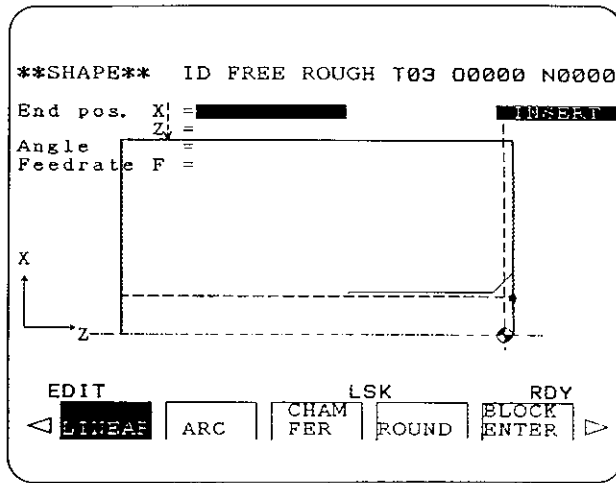 **SHAPE** ID FREE ROUGH T03 O0000 N0000
End pos. X = INSERT
Z =
Angle =
Feedrate F =
X
Z
EDIT LSK RDY
LINEAR ARC CHAM FER ROUND BLOCK ENTER